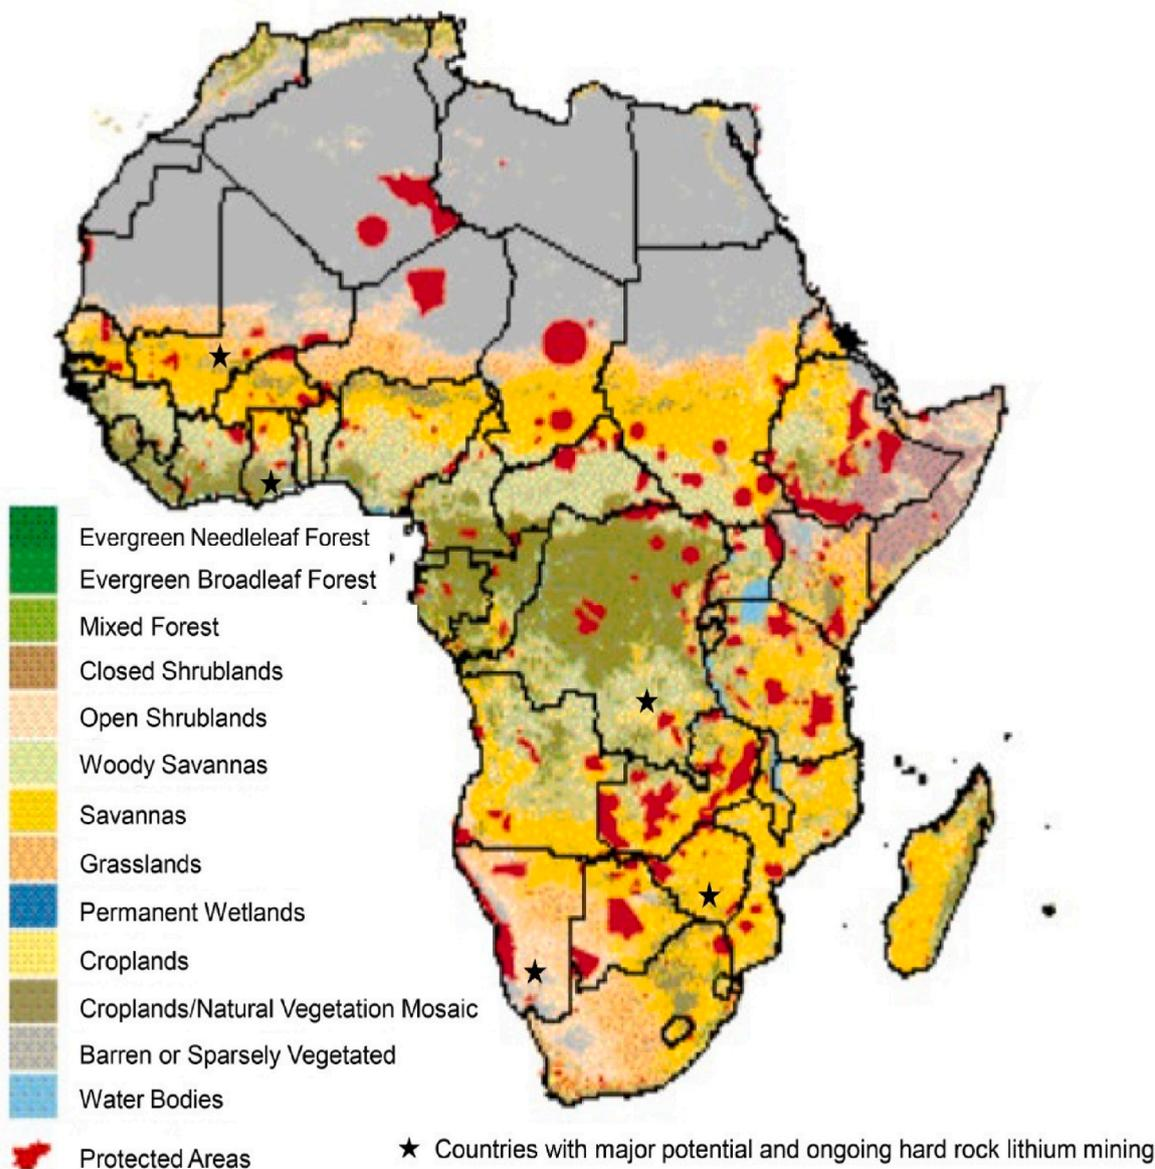 Evergreen Needleleaf Forest
Evergreen Broadleaf Forest
Mixed Forest
Closed Shrublands
Open Shrublands
Woody Savannas
Savannas
Grasslands
Permanent Wetlands
Croplands
Croplands/Natural Vegetation Mosaic
Barren or Sparsely Vegetated
Water Bodies
Protected Areas
Countries with major potential and ongoing hard rock lithium mining